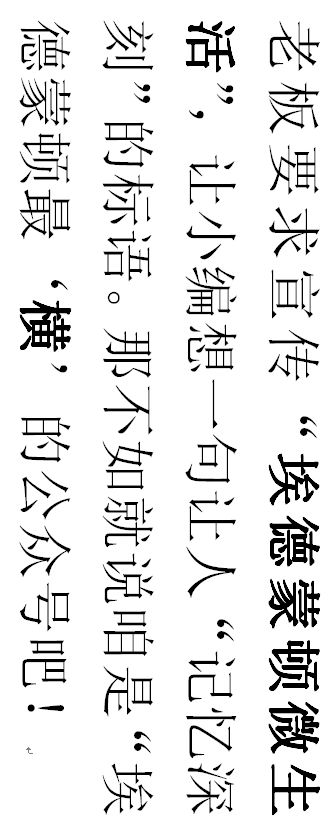 老板要求宣传“埃德蒙顿微生
活”，让小编想一句让人“记忆深
刻”的标语。那不如就说咱是“埃
德蒙顿最‘横’的公众号吧！